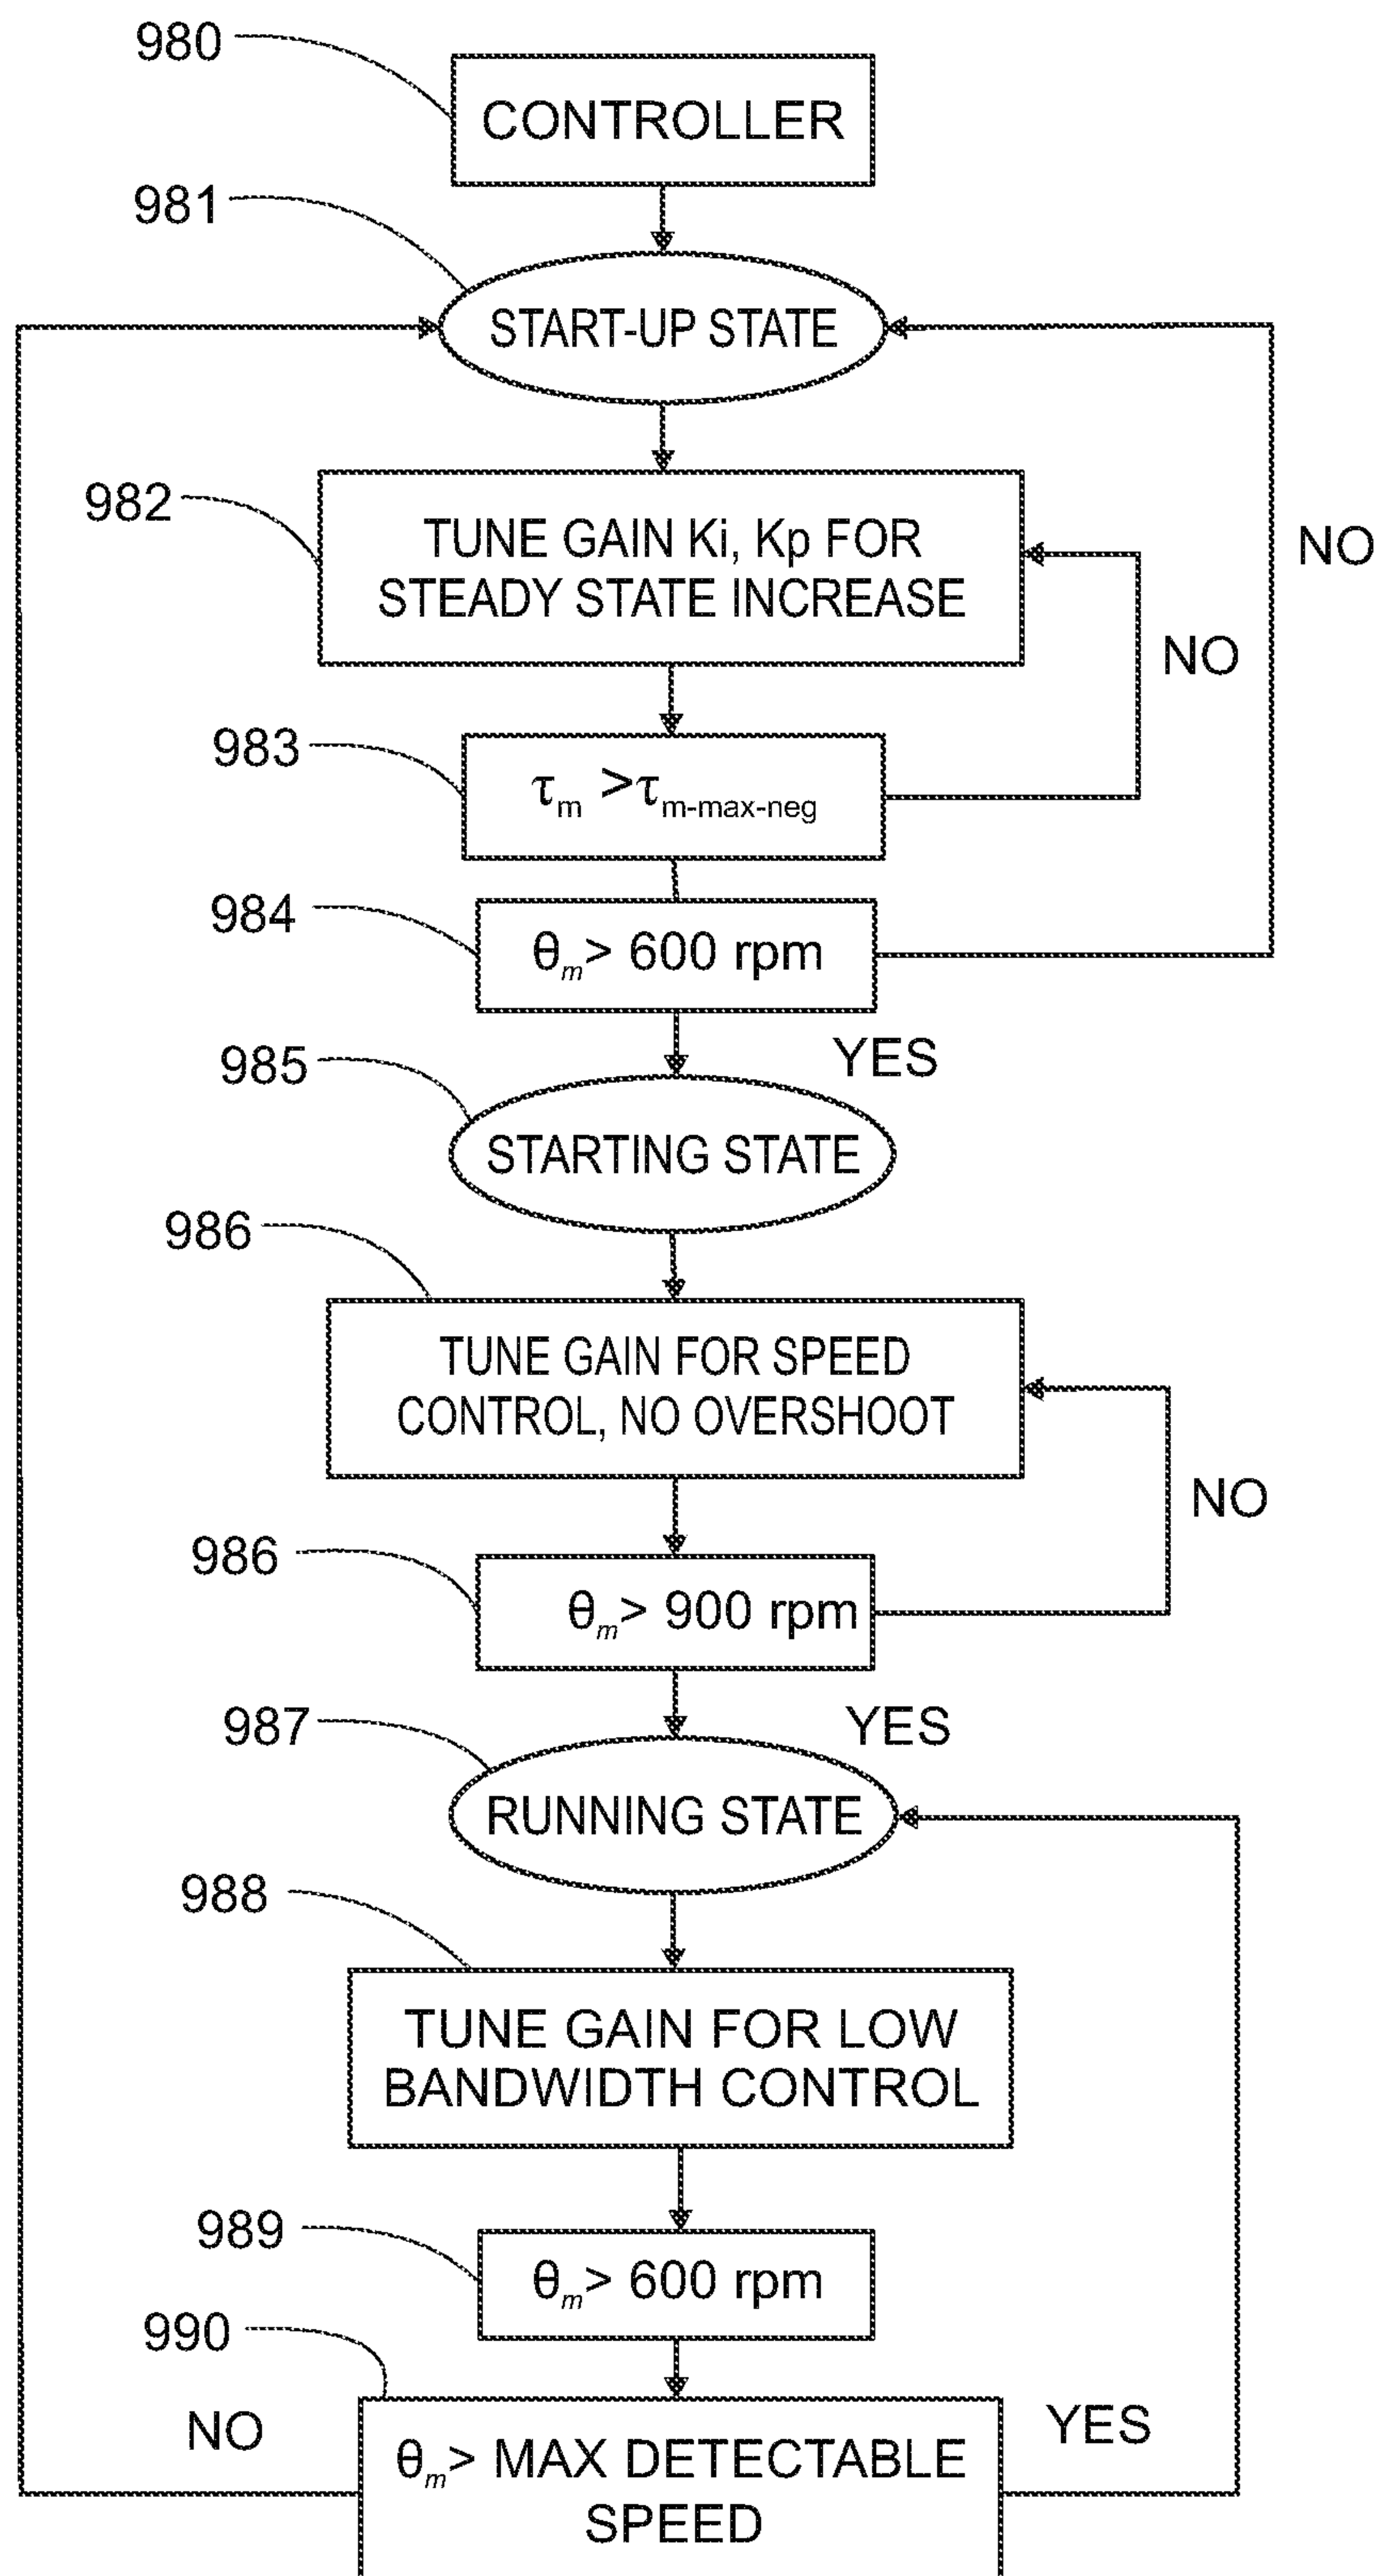 980
CONTROLLER
981
START-UP STATE
982
TUNE GAIN Ki, Kp FOR
STEADY STATE INCREASE
NO
NO
983
τm >τm-max-neg
984
θm> 600 rpm
985
YES
STARTING STATE
986
TUNE GAIN FOR SPEED
CONTROL, NO OVERSHOOT
NO
986
θm> 900 rpm
987
YES
RUNNING STATE
988
TUNE GAIN FOR LOW
BANDWIDTH CONTROL
989
θm> 600 rpm
990
NO
YES
θm> MAX DETECTABLE
SPEED